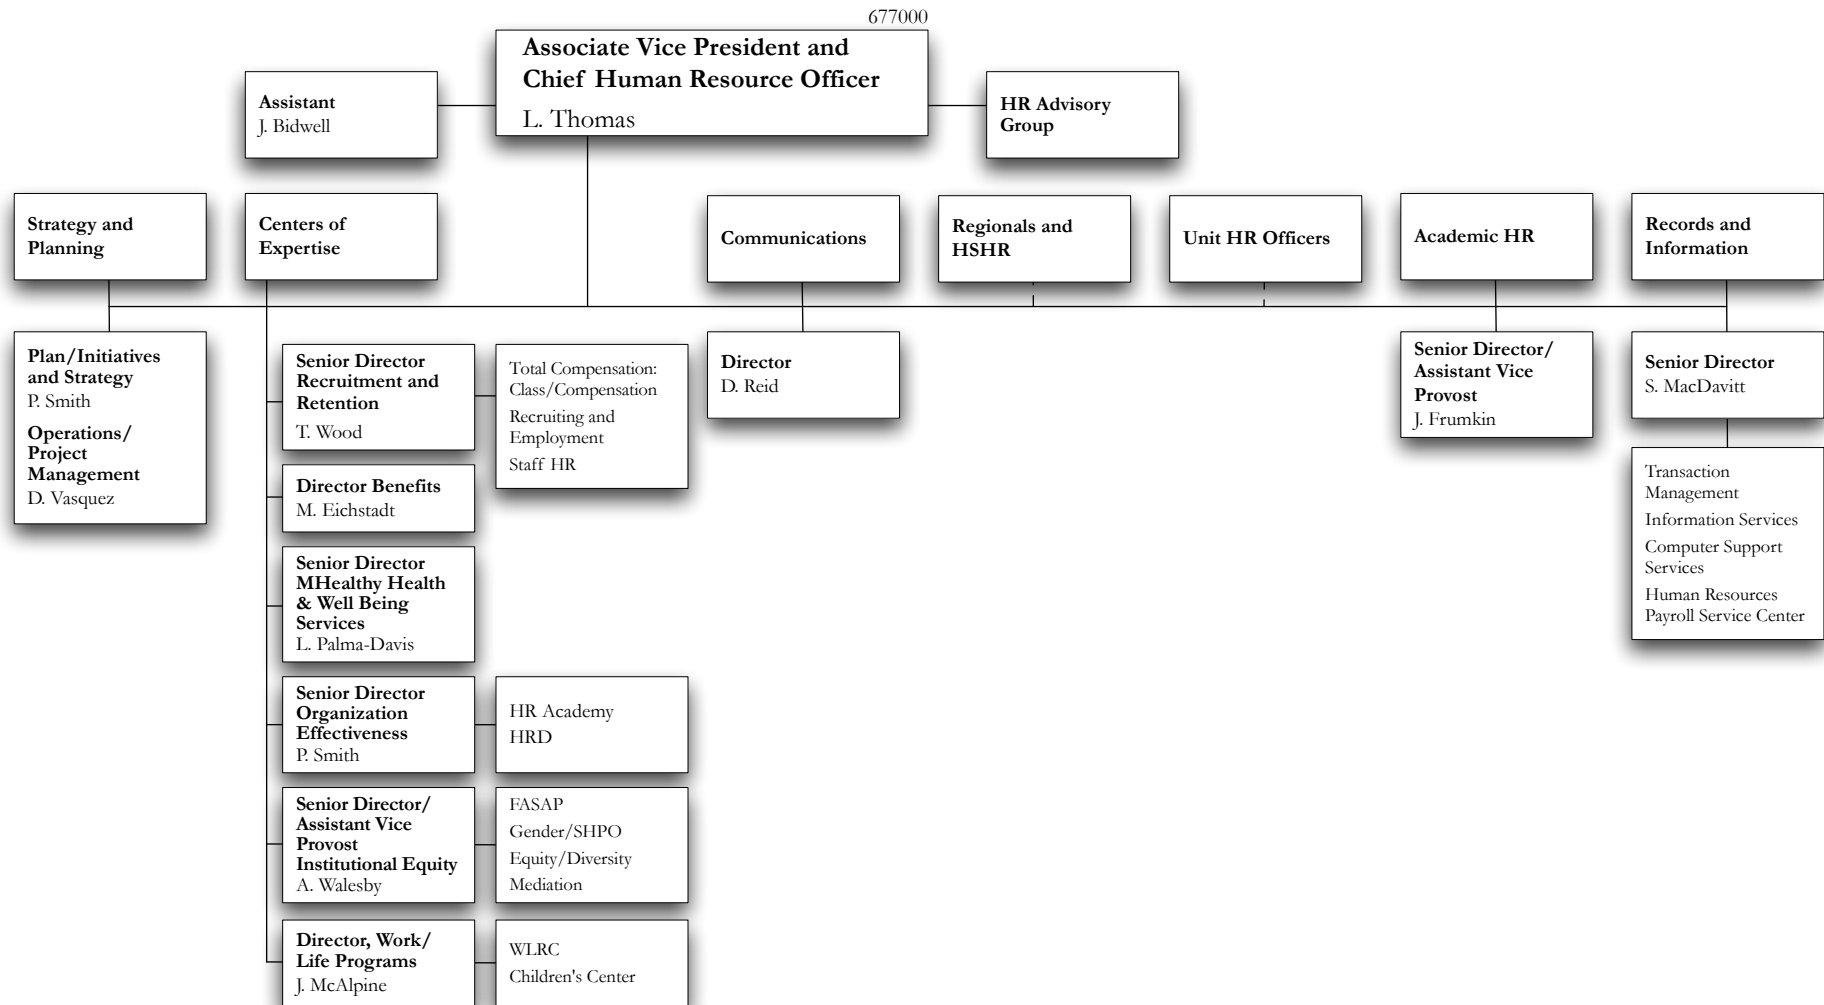 677000
Associate Vice President and
Chief Human Resource Officer
L. Thomas
Assistant
J. Bidwell
HR Advisory
Group
Strategy and
Planning
Centers of
Expertise
Communications
Regionals and
HSHR
Unit HR Officers
Academic HR
Records and
Information
Plan/Initiatives
and Strategy
P. Smith
Operations/
Project
Management
D. Vasquez
Senior Director
Recruitment and
Retention
T. Wood
Total Compensation:
Class/Compensation
Recruiting and
Employment
Staff HR
Director Benefits
M. Eichstadt
Senior Director
MHealthy Health
& Well Being
Services
L. Palma-Davis
Senior Director
Organization
Effectiveness
P. Smith
HR Academy
HRD
Senior Director/
Assistant Vice
Provost
Institutional Equity
A. Walesby
FASAP
Gender/SHPO
Equity/Diversity
Mediation
Director, Work/
Life Programs
J. McAlpine
WLRC
Children's Center
Director
D. Reid
Senior Director/
Assistant Vice
Provost
J. Frumkin
Senior Director
S. MacDavitt
Transaction
Management
Information Services
Computer Support
Services
Human Resources
Payroll Service Center